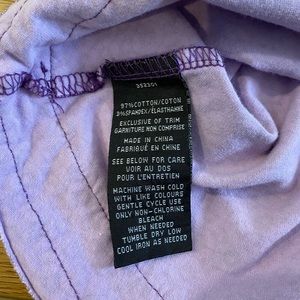 353301
97%COTTON/COTON
3%SPANDEX/ÉLASTHANNE
EXCLUSIVE OF TRIM
GARNITURE NON COMPRISE
MADE IN CHINA
FABRIQUÉ EN CHINE
SEE BELOW FOR CARE
VOIR AU DOS
POUR L'ENTRETIEN
MACHINE WASH COLD
WITH LIKE COLOURS
GENTLE CYCLE USE
ONLY NON-CHLORINE
BLEACH
WHEN NEEDED
TUMBLE DRY LOW
COOL IRON AS NEEDED